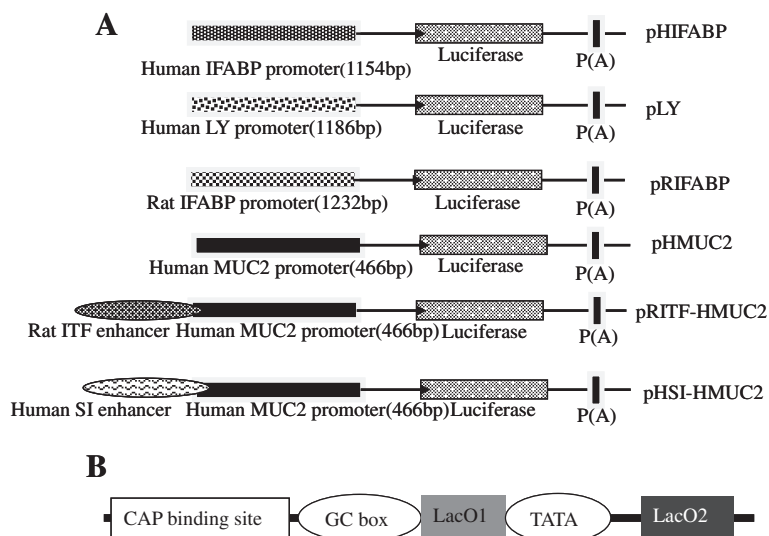 A
pHIFABP
Luciferase
P(A)
Human IFABP promoter(1154bp)
pLY
Human LY promoter(1186bp)
Luciferase
P(A)
pRIFABP
Rat IFABP promoter(1232bp)
Luciferase
P(A)
pHMUC2
Human MUC2 promoter(466bp)
Luciferase
P(A)
pRITF-HMUC2
Rat ITF enhancer Human MUC2 promoter(466bp) Luciferase
P(A)
pHSI-HMUC2
Human SI enhancer Human MUC2 promoter(466bp) Luciferase
P(A)
B
CAP binding site GC box LacO1 TATA LacO2